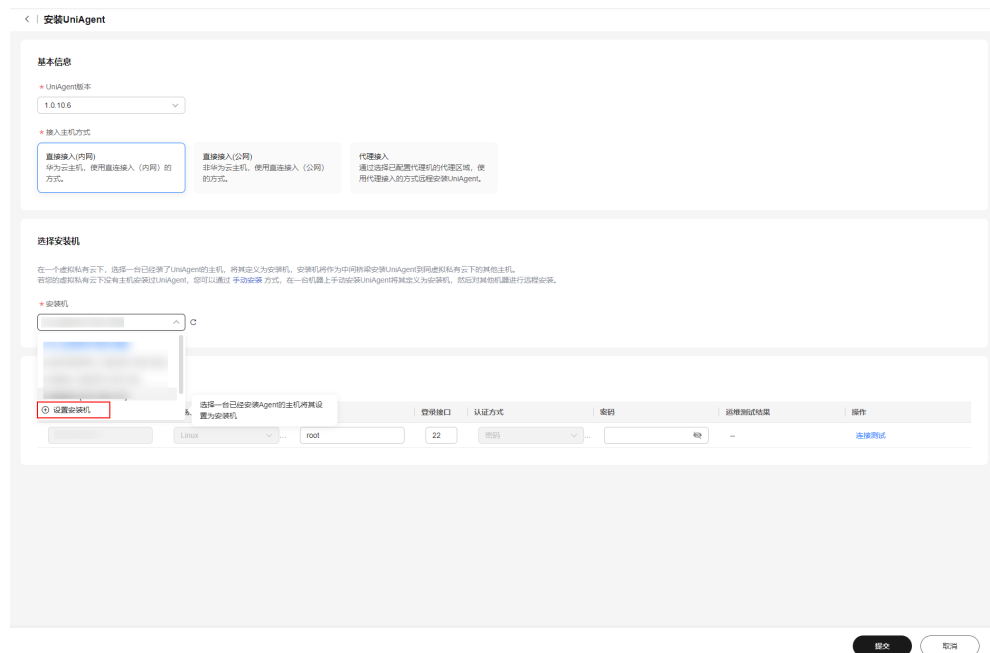 安装UniAgent
基本信息
* UniAgent版本
1.0.10.6
* 接入主机方式
直接接入(内网)
华为云主机，使用直连接入（内网）的
方式。
直接接入(公网)
非华为云主机，使用直连接入（公网）
的方式。
代理接入
通过选择已配置代理机的代理区域，使
用代理接入的方式远程安装UniAgent。
选择安装机
在一个虚拟私有云下，选择一台已经装了UniAgent的主机，将其定义为安装机，安装机将作为中间桥梁安装UniAgent到同虚拟私有云下的其他主机。
若您的虚拟私有云下没有主机安装过UniAgent，您可以通过 手动安装 方式，在一台机器上手动安装UniAgent将其定义为安装机，然后对其他机器进行远程安装。
* 安装机
设置安装机
选择一台已经安装Agent的主机将其设
置为安装机
登录接口 认证方式 密码 运维测试结果 操作
Linux ... root 22 密码 ... -- 连接测试
提交 取消